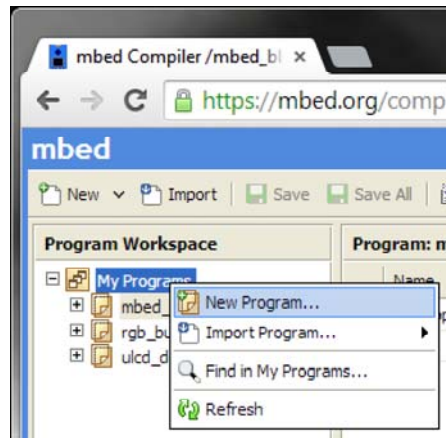 mbed Compiler /mbed_bl
https://mbed.org/comp
mbed
New Import Save Save All
Program Workspace
Program: m
My Programs
Name
New Program...
mbed_
Import Program...
rgb_bu
Find in My Programs...
ulcd_d
Refresh